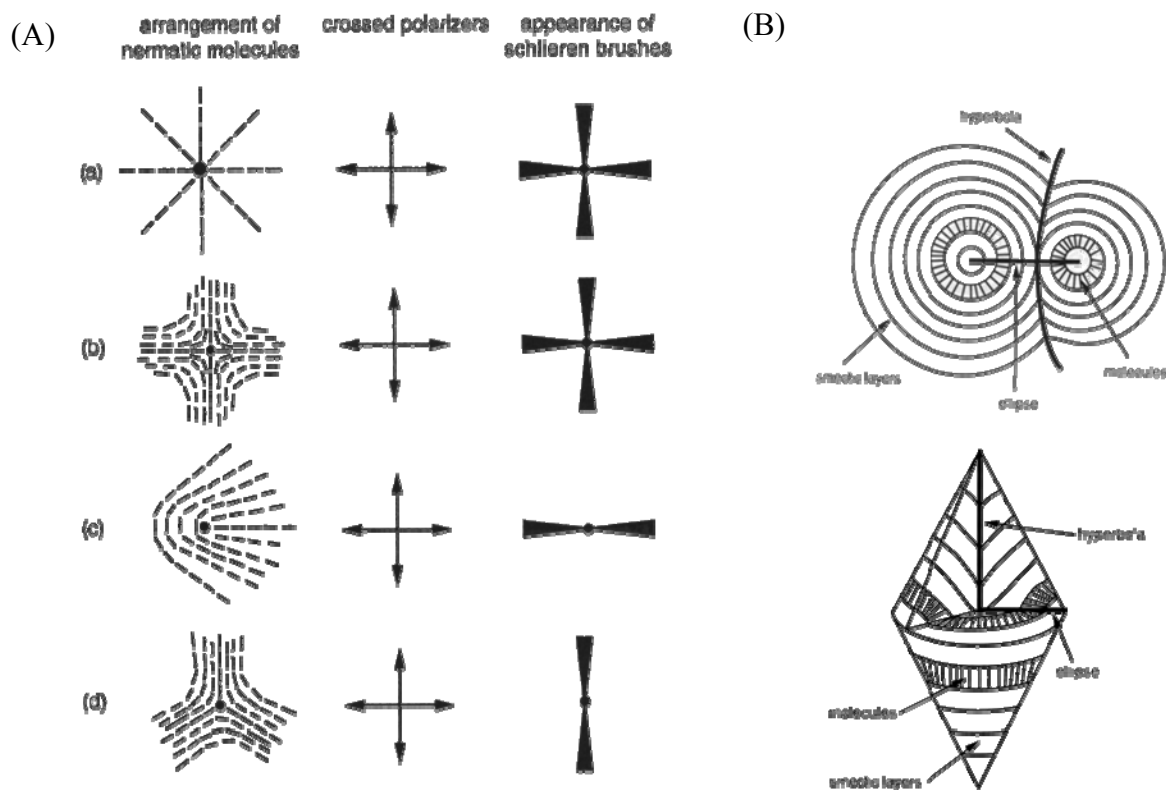 (A)
arrangement of
nermatic molecules
crossed polarizers
appearance of
schlieren brushes
(a)
(b)
(c)
(d)
(B)
hyperbola
smectic layers
molecules
ellipse
hyperbola
ellipse
molecules
smectic layers